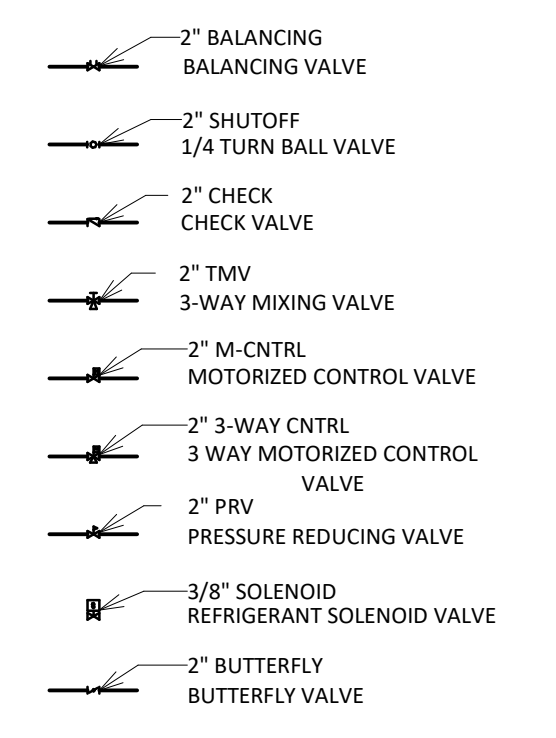 2" BALANCING
BALANCING VALVE
2" SHUTOFF
1/4 TURN BALL VALVE
2" CHECK
CHECK VALVE
2" TMV
3-WAY MIXING VALVE
2" M-CNTRL
MOTORIZED CONTROL VALVE
2" 3-WAY CNTRL
3 WAY MOTORIZED CONTROL
VALVE
2" PRV
PRESSURE REDUCING VALVE
3/8" SOLENOID
REFRIGERANT SOLENOID VALVE
2" BUTTERFLY
BUTTERFLY VALVE